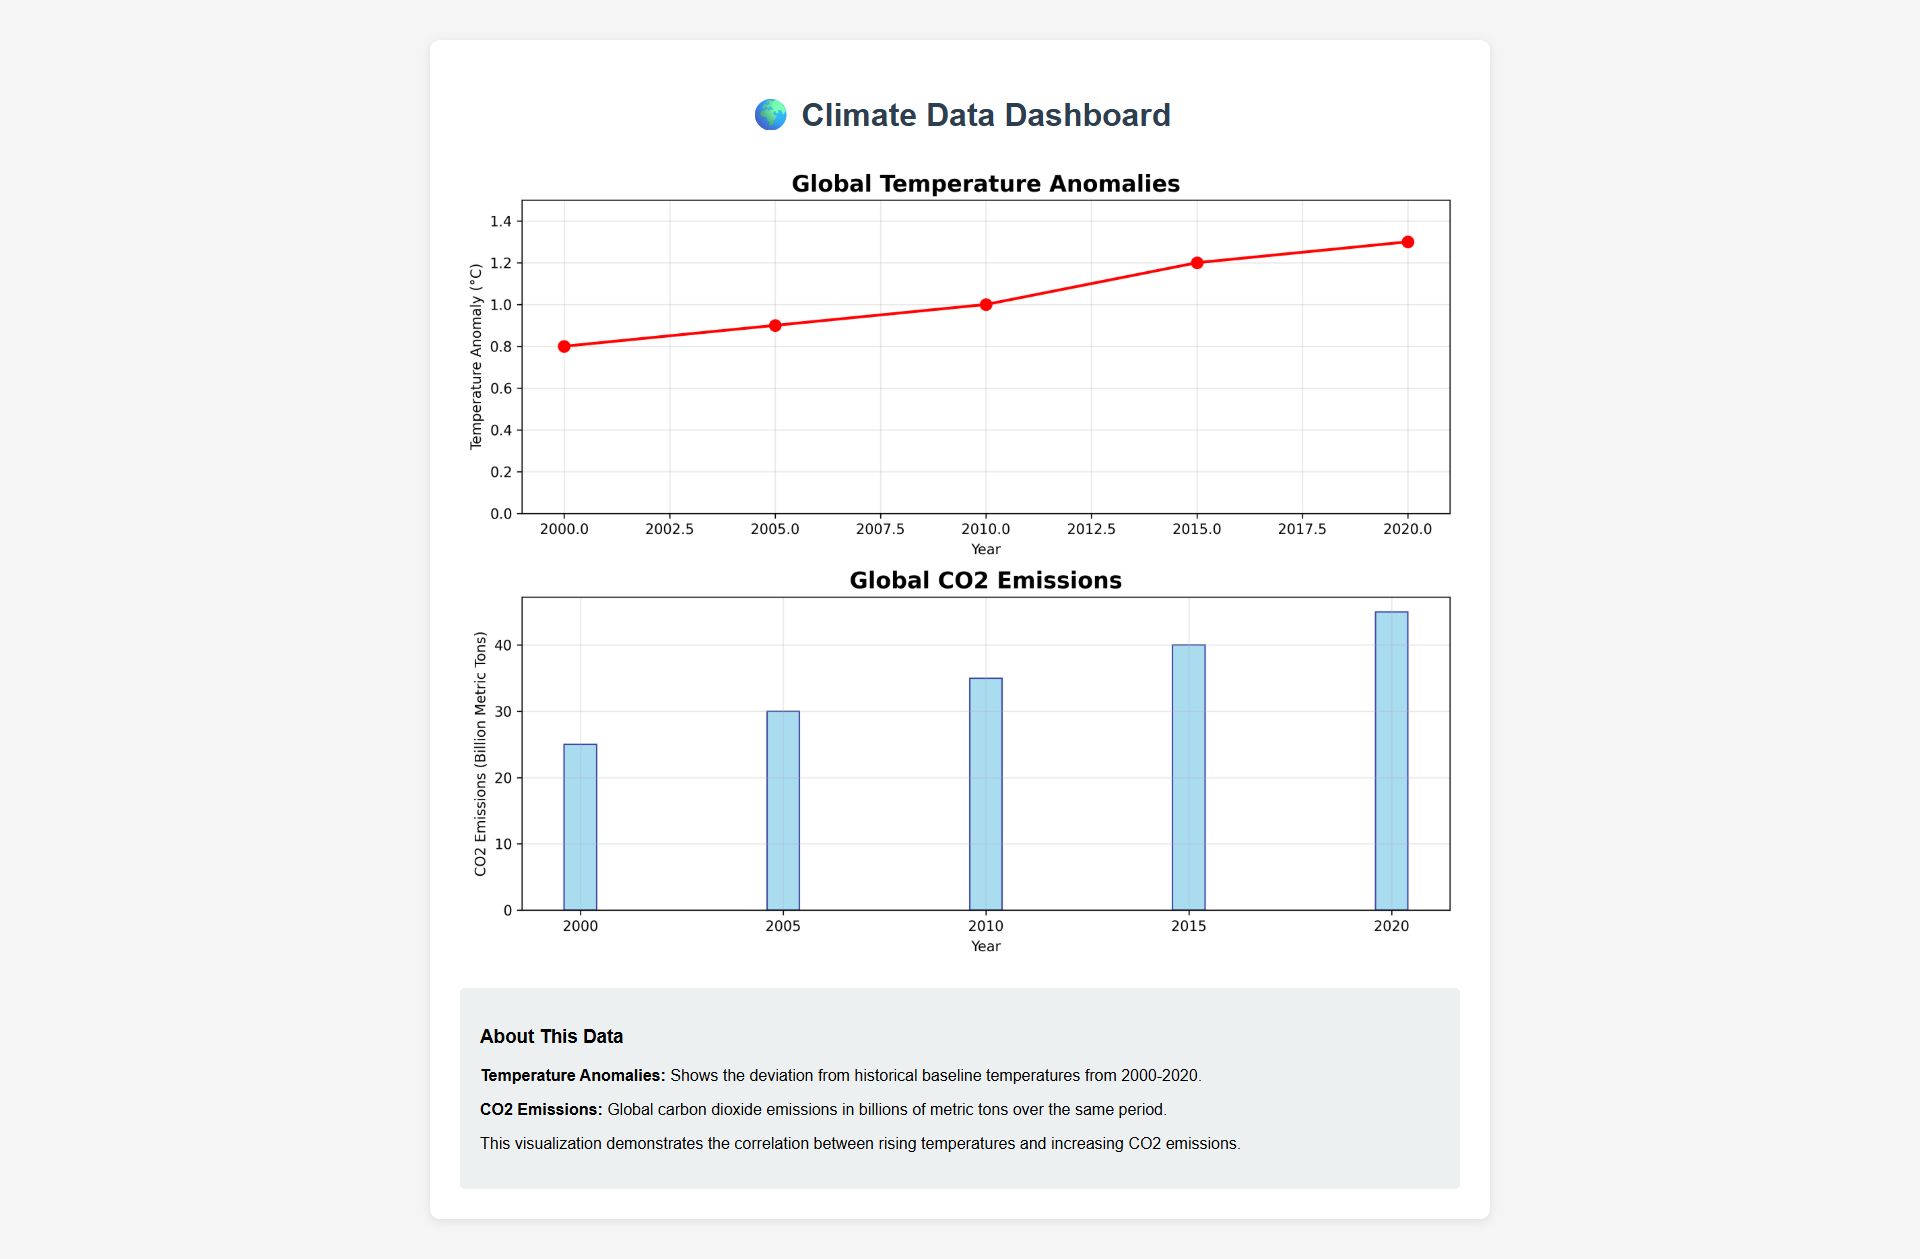 Climate Data Dashboard
Global Temperature Anomalies
Temperature Anomaly (°C)
1.4
1.2
1.0
0.8
0.6
0.4
0.2
0.0
2000.0 2002.5 2005.0 2007.5 2010.0 2012.5 2015.0 2017.5 2020.0
Year
Global CO2 Emissions
CO2 Emissions (Billion Metric Tons)
40
30
20
10
0
2000 2005 2010 2015 2020
Year
About This Data
Temperature Anomalies: Shows the deviation from historical baseline temperatures from 2000-2020.
CO2 Emissions: Global carbon dioxide emissions in billions of metric tons over the same period.
This visualization demonstrates the correlation between rising temperatures and increasing CO2 emissions.